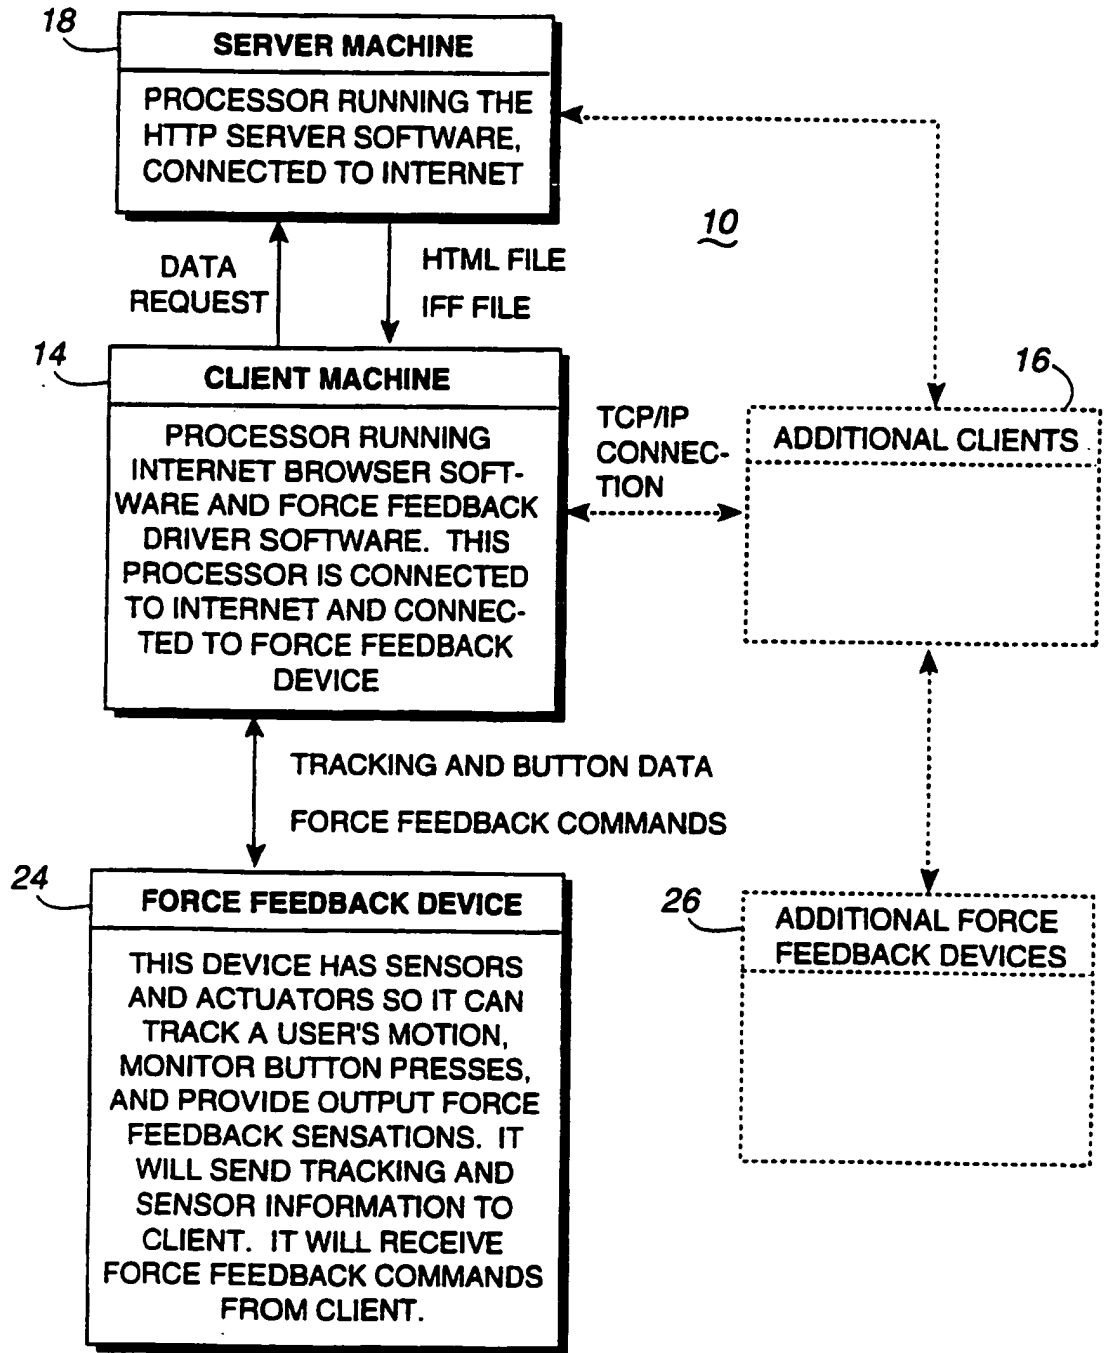 18
SERVER MACHINE
PROCESSOR RUNNING THE
HTTP SERVER SOFTWARE,
CONNECTED TO INTERNET
10
DATA
REQUEST
HTML FILE
IFF FILE
14
CLIENT MACHINE
PROCESSOR RUNNING
INTERNET BROWSER SOFT-
WARE AND FORCE FEEDBACK
DRIVER SOFTWARE. THIS
PROCESSOR IS CONNECTED
TO INTERNET AND CONNEC-
TED TO FORCE FEEDBACK
DEVICE
TCP/IP
CONNEC-
TION
16
ADDITIONAL CLIENTS
TRACKING AND BUTTON DATA
FORCE FEEDBACK COMMANDS
24
FORCE FEEDBACK DEVICE
THIS DEVICE HAS SENSORS
AND ACTUATORS SO IT CAN
TRACK A USER'S MOTION,
MONITOR BUTTON PRESSES,
AND PROVIDE OUTPUT FORCE
FEEDBACK SENSATIONS. IT
WILL SEND TRACKING AND
SENSOR INFORMATION TO
CLIENT. IT WILL RECEIVE
FORCE FEEDBACK COMMANDS
FROM CLIENT.
26
ADDITIONAL FORCE
FEEDBACK DEVICES